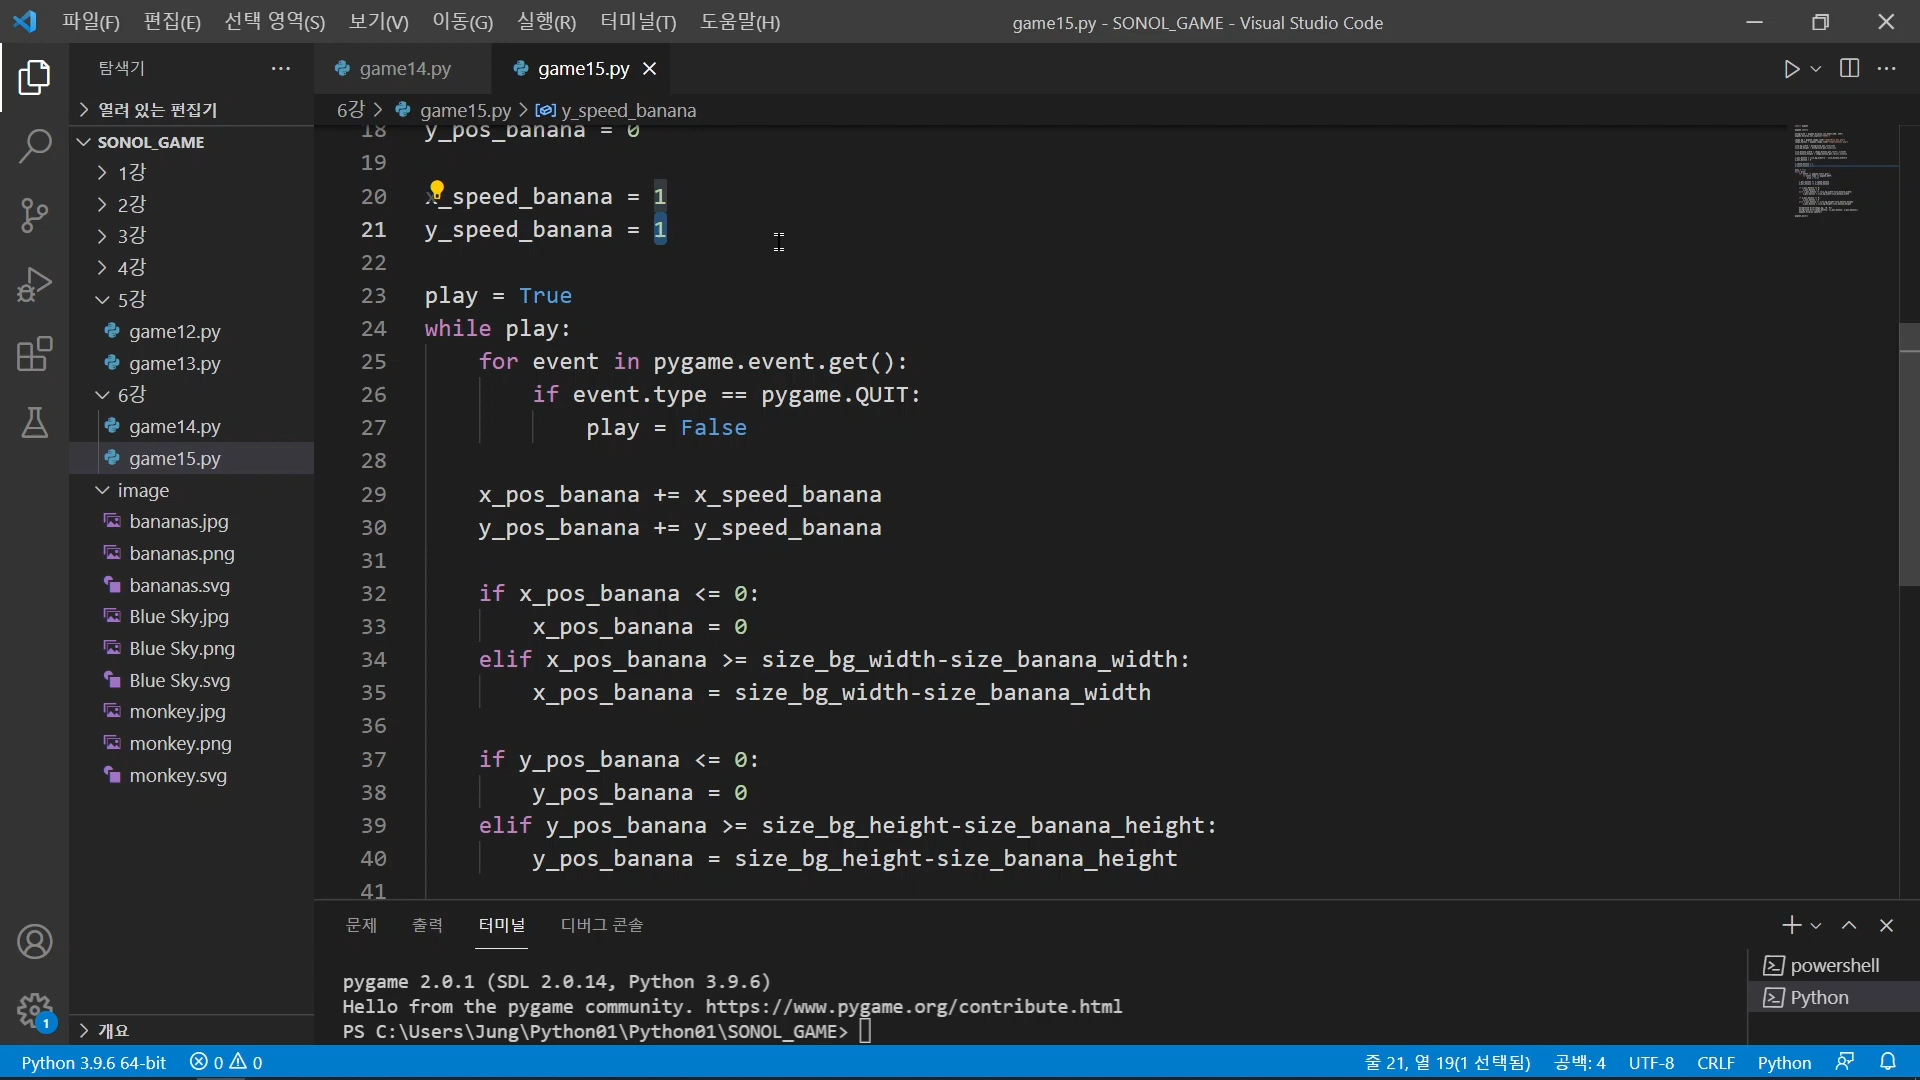 파일(F) 편집(E) 선택 영역(S) 보기(V) 이동(G) 실행(R) 터미널(T) 도움말(H)
game15.py - SONOL_GAME - Visual Studio Code
탐색기 ···
열려 있는 편집기
SONOL_GAME
1강
2강
3강
4강
5강
game12.py
game13.py
6강
game14.py
game15.py
image
bananas.jpg
bananas.png
bananas.svg
Blue Sky.jpg
Blue Sky.png
Blue Sky.svg
monkey.jpg
monkey.png
monkey.svg
개요
game14.py game15.py
6강 > game15.py > y_speed_banana
18 y_pos_banana = 0
19
20 x_speed_banana = 1
21 y_speed_banana = 1
22
23 play = True
24 while play:
25 for event in pygame.event.get():
26 if event.type == pygame.QUIT:
27 play = False
28
29 x_pos_banana += x_speed_banana
30 y_pos_banana += y_speed_banana
31
32 if x_pos_banana <= 0:
33 x_pos_banana = 0
34 elif x_pos_banana >= size_bg_width-size_banana_width:
35 x_pos_banana = size_bg_width-size_banana_width
36
37 if y_pos_banana <= 0:
38 y_pos_banana = 0
39 elif y_pos_banana >= size_bg_height-size_banana_height:
40 y_pos_banana = size_bg_height-size_banana_height
41
문제 출력 터미널 디버그 콘솔
pygame 2.0.1 (SDL 2.0.14, Python 3.9.6)
Hello from the pygame community. https://www.pygame.org/contribute.html
PS C:\Users\Jung\Python01\Python01\SONOL_GAME>
powershell
Python
1
Python 3.9.6 64-bit 0 0
줄 21, 열 19(1 선택됨) 공백: 4 UTF-8 CRLF Python